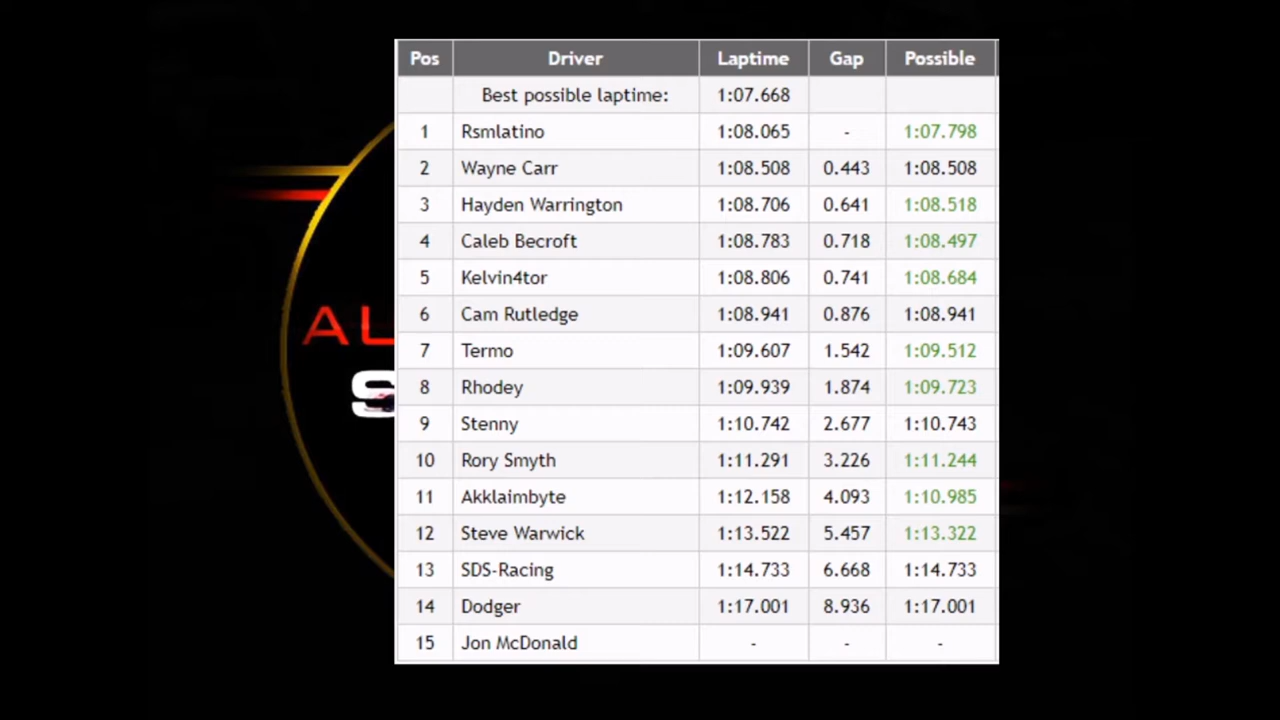 Pos Driver Laptime Gap Possible
Best possible laptime: 1:07.668
1 Rsmlatino 1:08.065 - 1:07.798
2 Wayne Carr 1:08.508 0.443 1:08.508
3 Hayden Warrington 1:08.706 0.641 1:08.518
4 Caleb Becroft 1:08.783 0.718 1:08.497
5 Kelvin4tor 1:08.806 0.741 1:08.684
6 Cam Rutledge 1:08.941 0.876 1:08.941
7 Termo 1:09.607 1.542 1:09.512
8 Rhodey 1:09.939 1.874 1:09.723
9 Stenny 1:10.742 2.677 1:10.743
10 Rory Smyth 1:11.291 3.226 1:11.244
11 Akklaimbyte 1:12.158 4.093 1:10.985
12 Steve Warwick 1:13.522 5.457 1:13.322
13 SDS-Racing 1:14.733 6.668 1:14.733
14 Dodger 1:17.001 8.936 1:17.001
15 Jon McDonald - - -